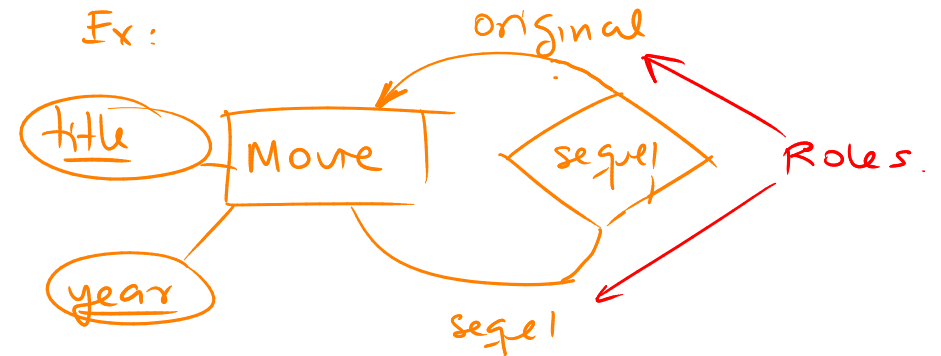 Ex:
original
title
Movie
sequel
Roles.
year
sequel